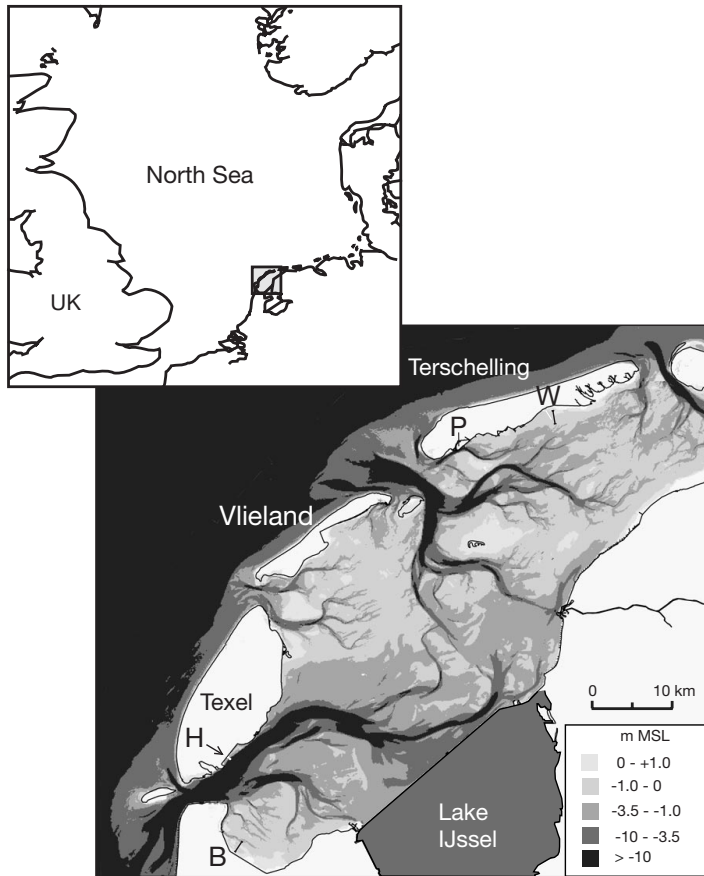 North Sea
UK
Terschelling
W
P
Vlieland
Texel
H
B
Lake
IJssel
0 10 km
m MSL
0 - +1.0
-1.0 - 0
-3.5 - -1.0
-10 - -3.5
> -10